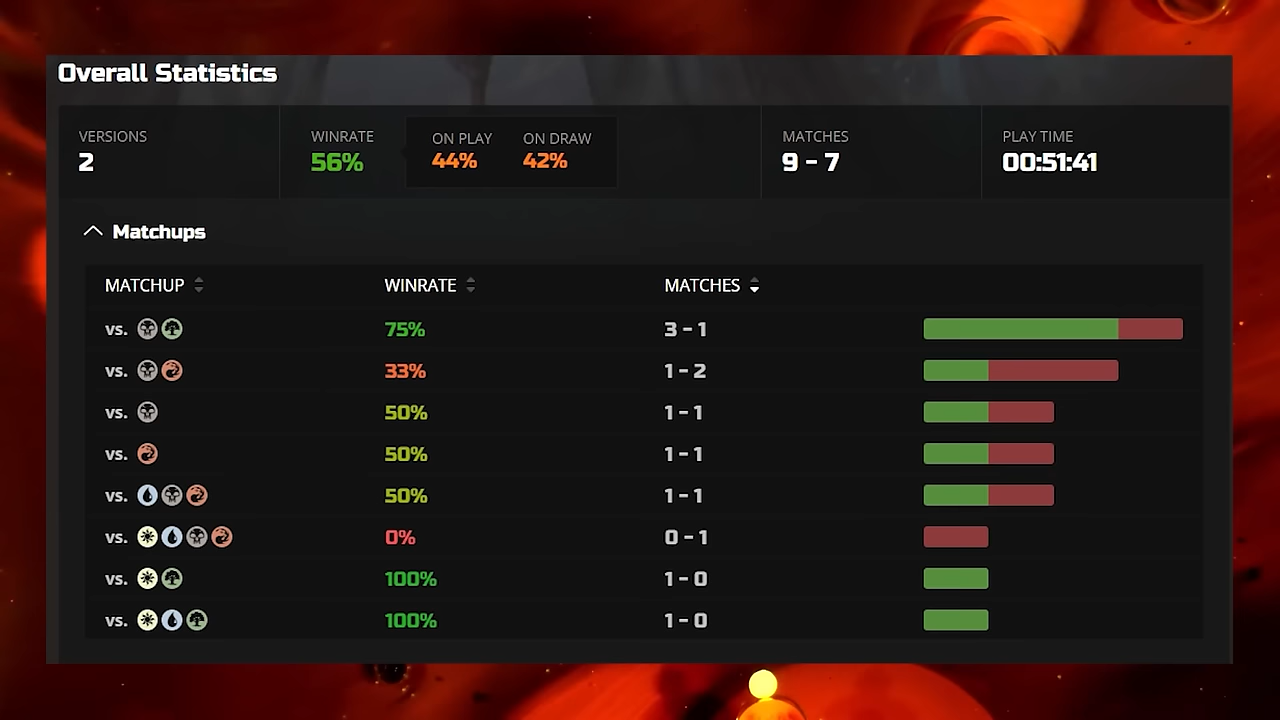 Overall Statistics
VERSIONS WINRATE ON PLAY ON DRAW MATCHES PLAY TIME
2 56% 44% 42% 9 - 7 00:51:41
Matchups
MATCHUP WINRATE MATCHES
vs. 75% 3 - 1
vs. 33% 1 - 2
vs. 50% 1 - 1
vs. 50% 1 - 1
vs. 50% 1 - 1
vs. 0% 0 - 1
vs. 100% 1 - 0
vs. 100% 1 - 0